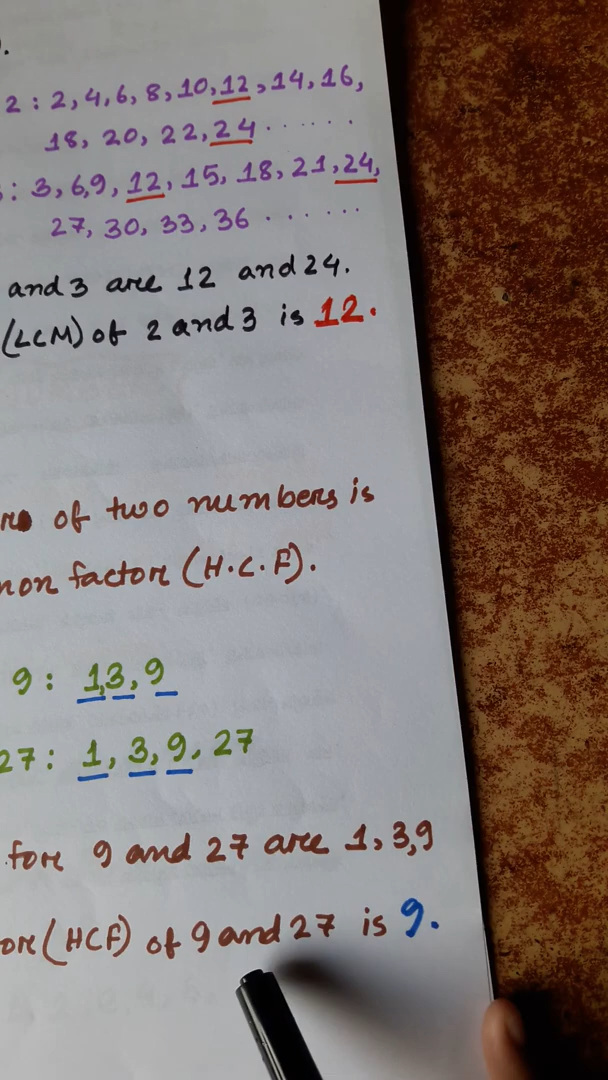 2 : 2, 4, 6, 8, 10, 12, 14, 16,
18, 20, 22, 24 ......
: 3, 6, 9, 12, 15, 18, 21, 24,
27, 30, 33, 36 ......
and 3 are 12 and 24.
(LCM) of 2 and 3 is 12.
of two numbers is
mon factor (H.C.F).
9 : 1, 3, 9
27 : 1, 3, 9, 27
for 9 and 27 are 1, 3, 9
or (HCF) of 9 and 27 is 9.